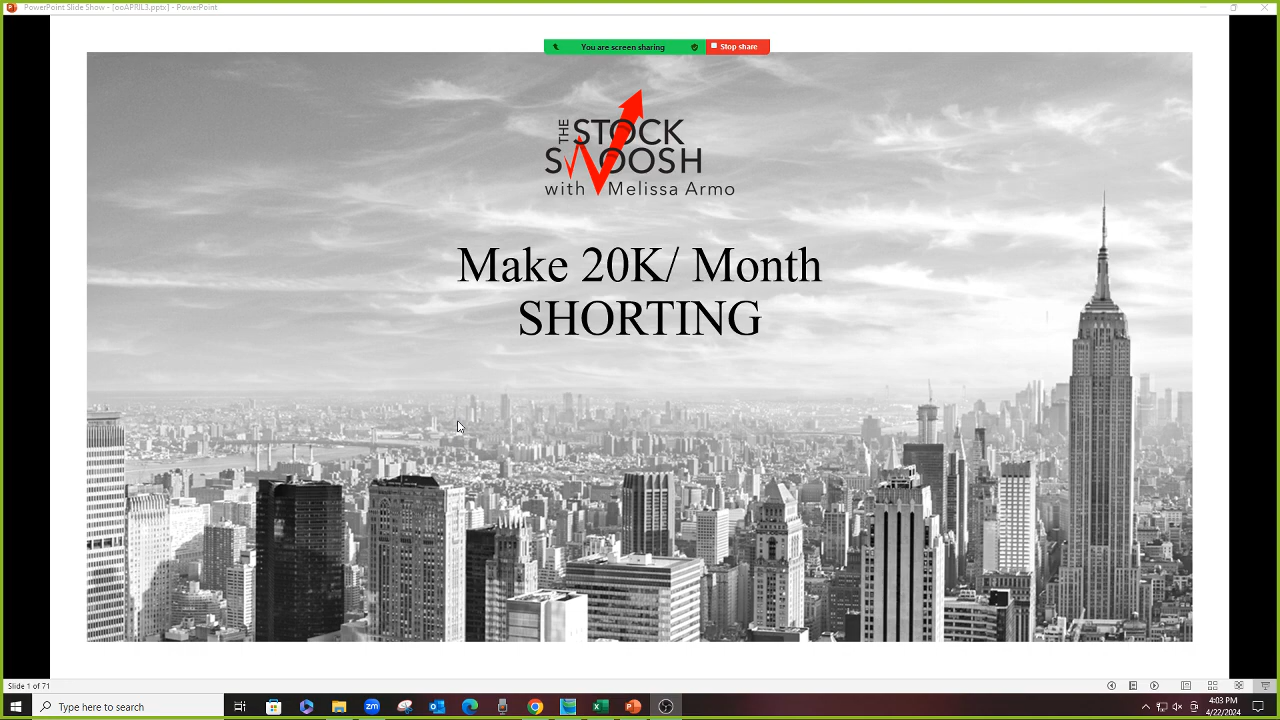 PowerPoint Slide Show - [ooAPRIL3.pptx] - PowerPoint
You are screen sharing
Stop share
THE STOCK
SWOOSH
with Melissa Armo
Make 20K/ Month
SHORTING
Slide 1 of 71
Type here to search
zm
4:03 PM
4/22/2024